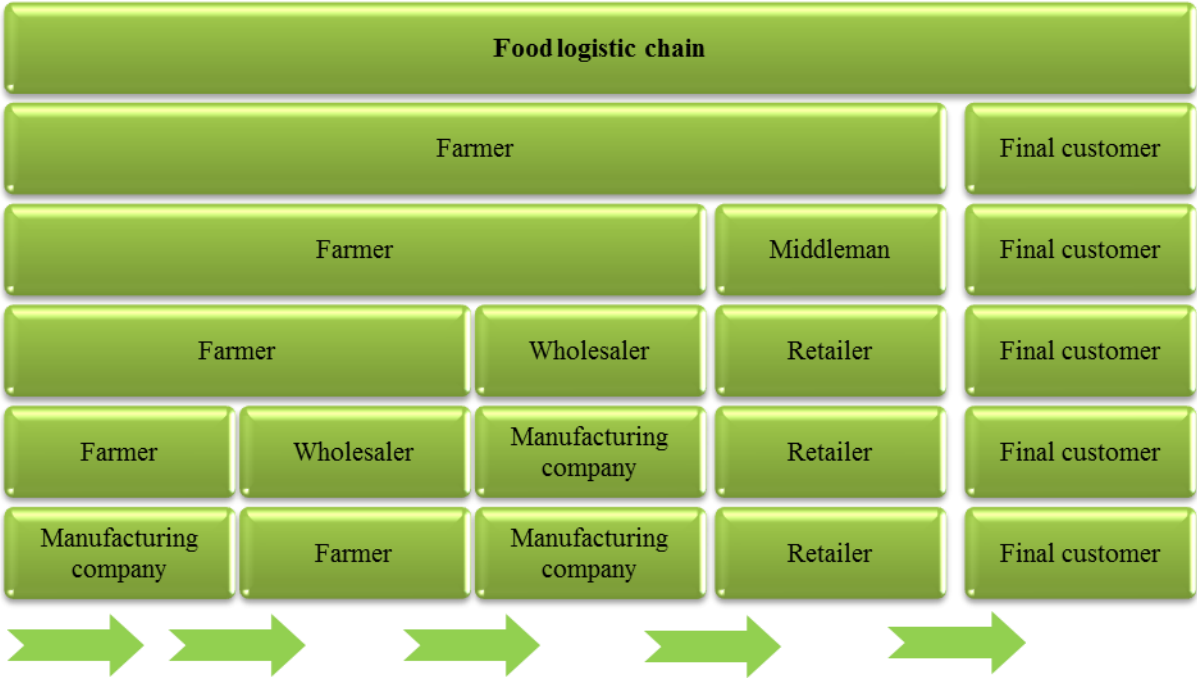 Food logistic chain
Farmer
Final customer
Farmer
Middleman
Final customer
Farmer
Wholesaler
Retailer
Final customer
Farmer
Wholesaler
Manufacturing
company
Retailer
Final customer
Manufacturing
company
Farmer
Manufacturing
company
Retailer
Final customer